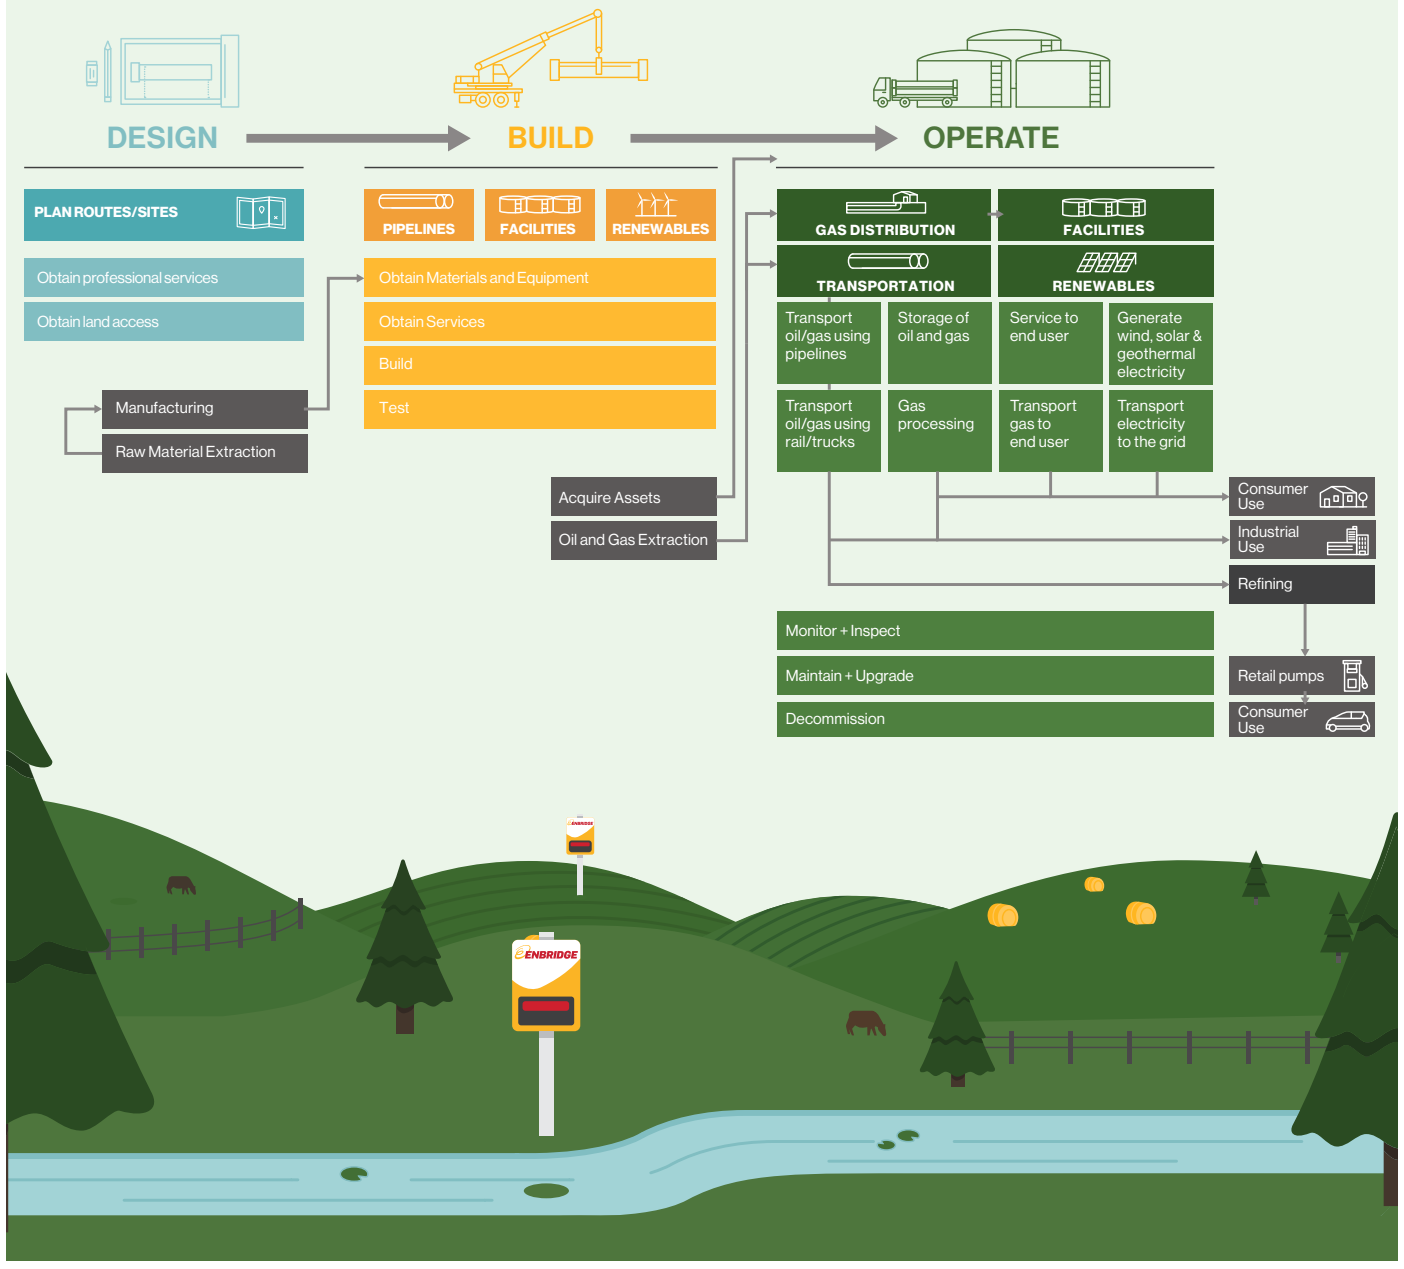 DESIGN
BUILD
OPERATE
PLAN ROUTES/SITES
Obtain professional services
Obtain land access
Manufacturing
Raw Material Extraction
PIPELINES
FACILITIES
RENEWABLES
Obtain Materials and Equipment
Obtain Services
Build
Test
Acquire Assets
Oil and Gas Extraction
GAS DISTRIBUTION
FACILITIES
TRANSPORTATION
RENEWABLES
Transport
oil/gas using
pipelines
Storage of
oil and gas
Service to
end user
Generate
wind, solar &
geothermal
electricity
Transport
oil/gas using
rail/trucks
Gas
processing
Transport
gas to
end user
Transport
electricity
to the grid
Consumer
Use
Industrial
Use
Refining
Monitor + Inspect
Maintain + Upgrade
Decommission
Retail pumps
Consumer
Use
ENBRIDGE
ENBRIDGE